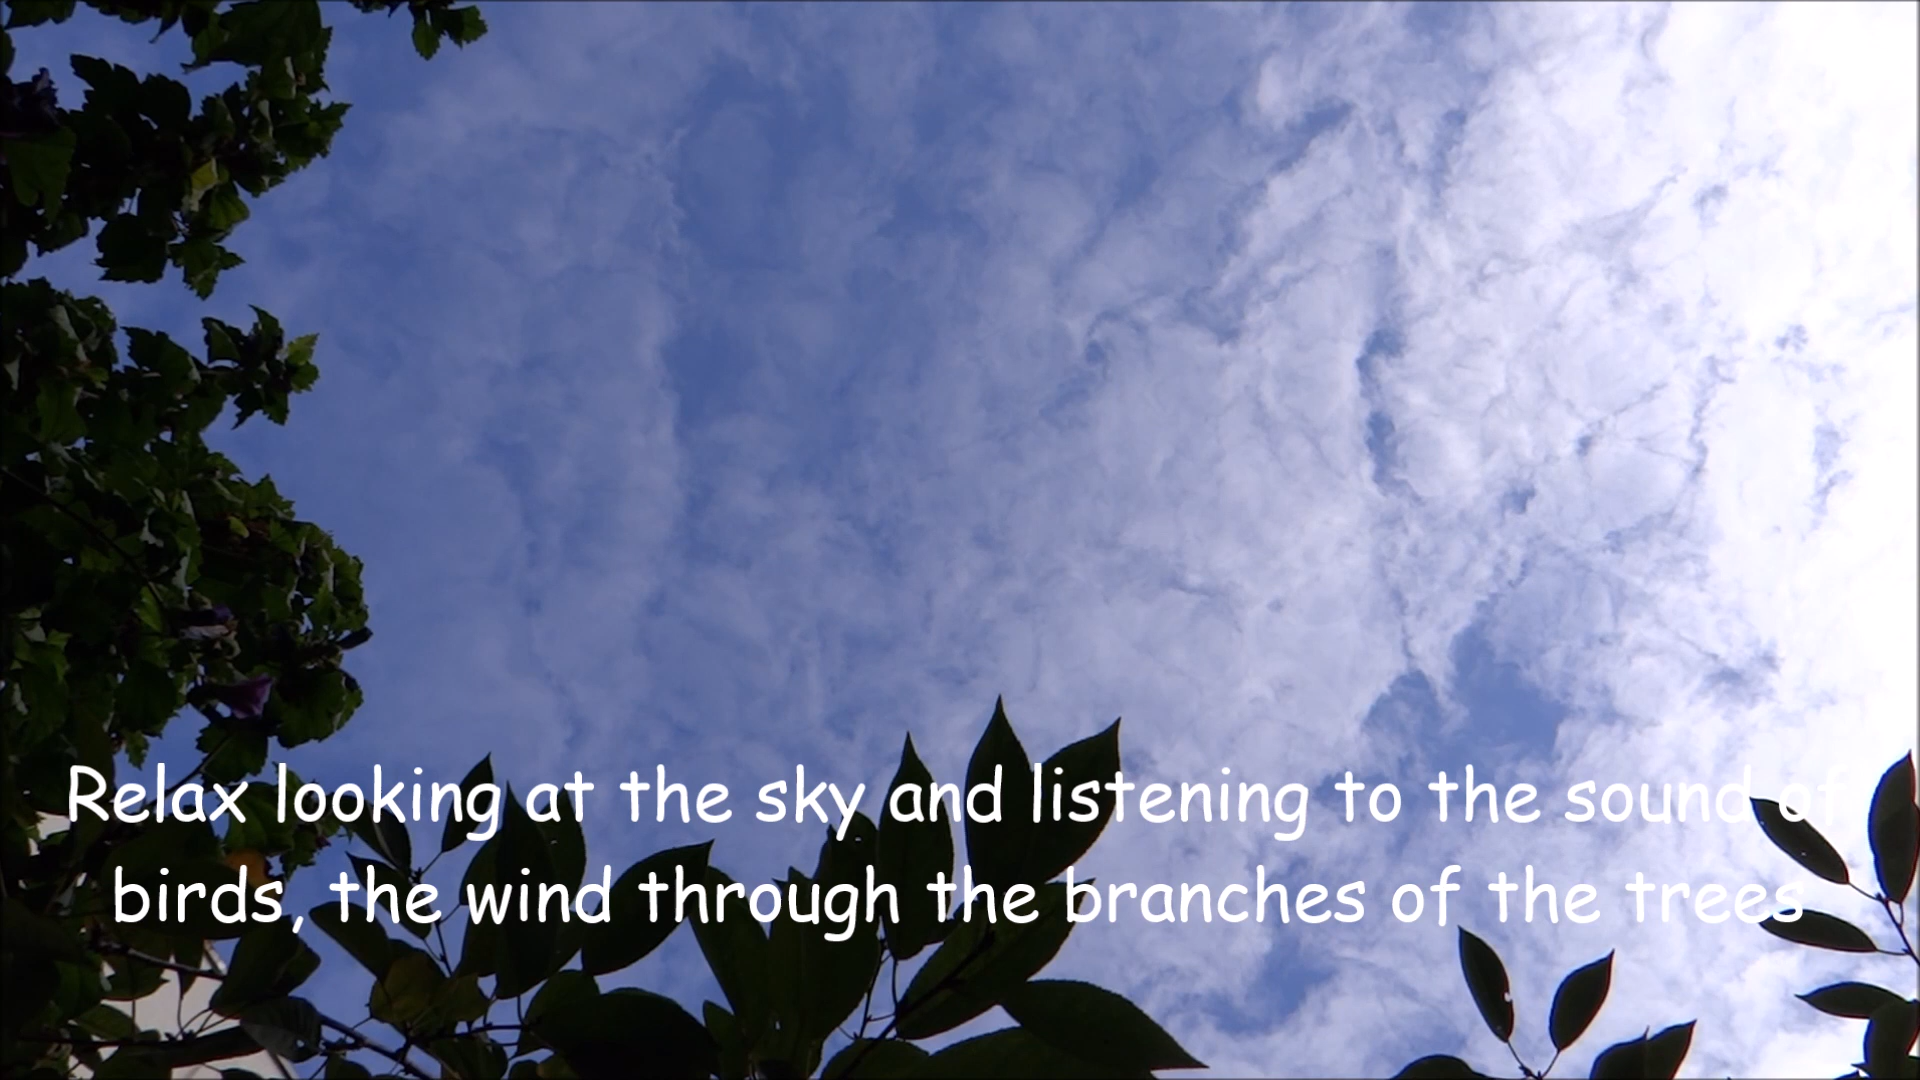 Relax looking at the sky and listening to the sound of
birds, the wind through the branches of the trees